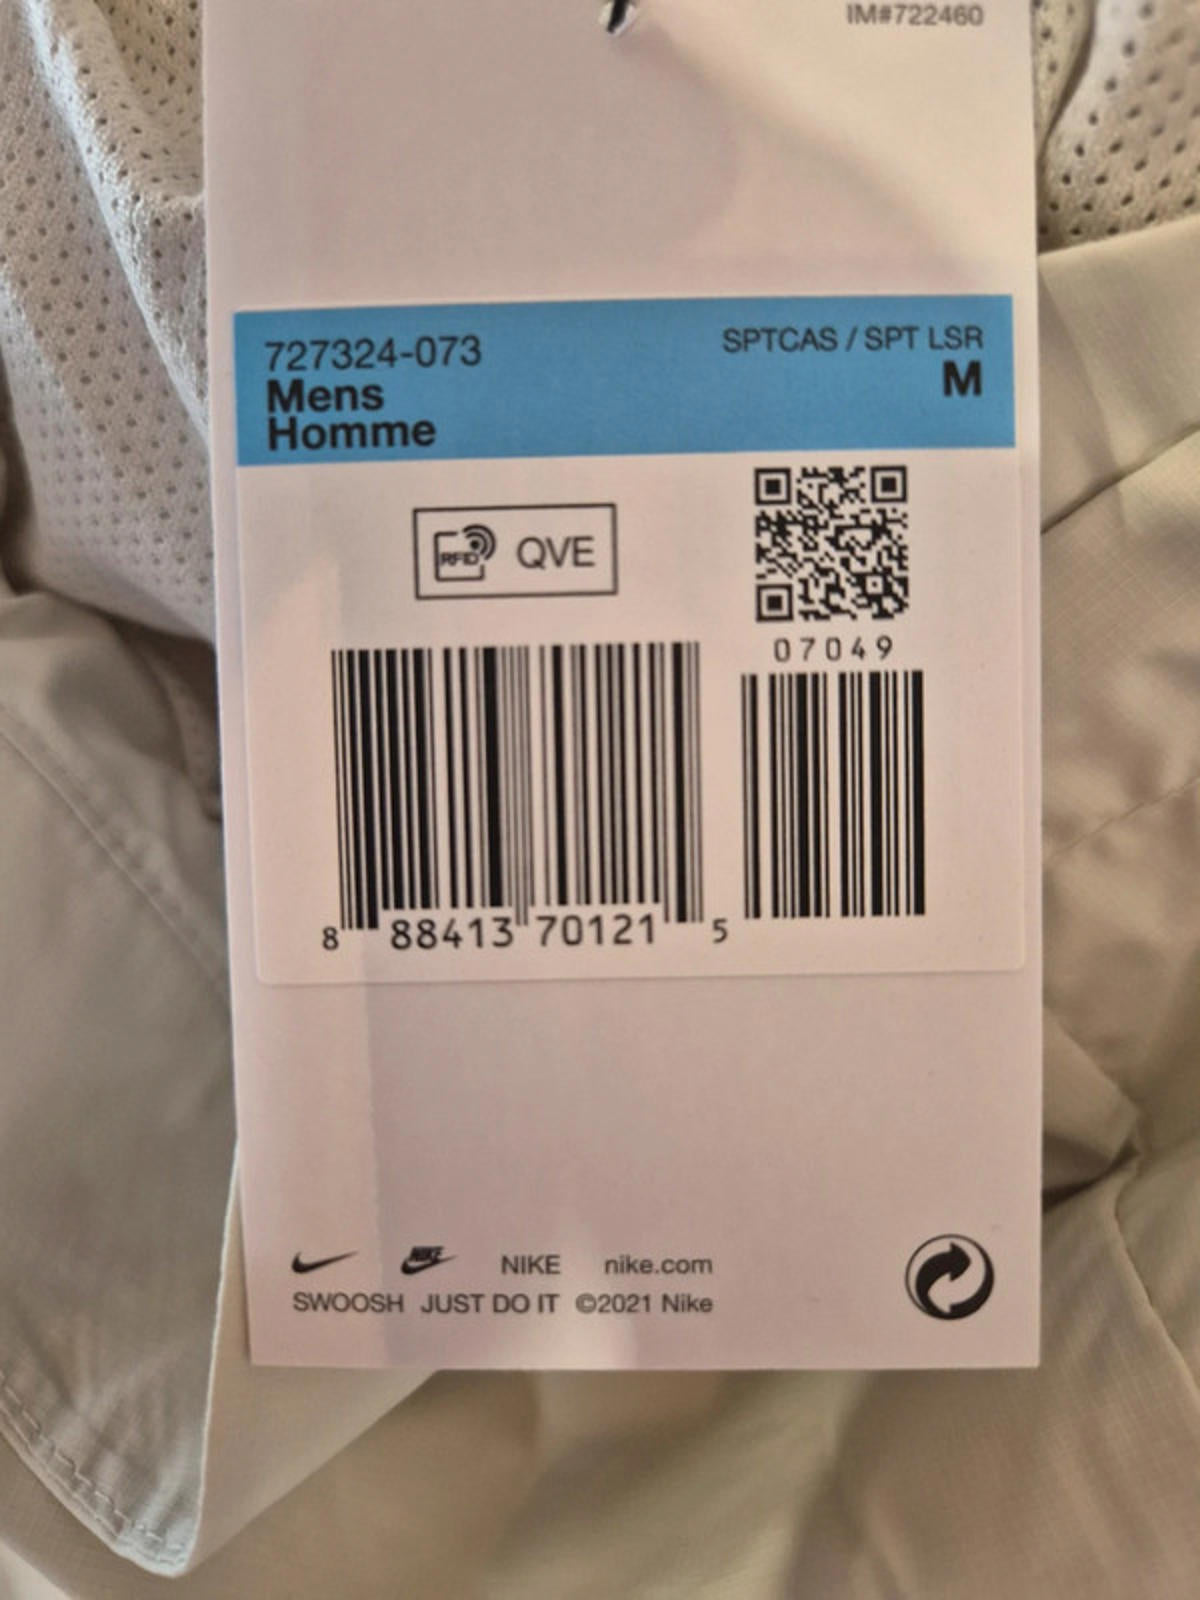 IM#722460
727324-073
SPTCAS / SPT LSR
Mens
M
Homme
RFID QVE
07049
8 88413 70121 5
NIKE NIKE nike.com
SWOOSH JUST DO IT ©2021 Nike